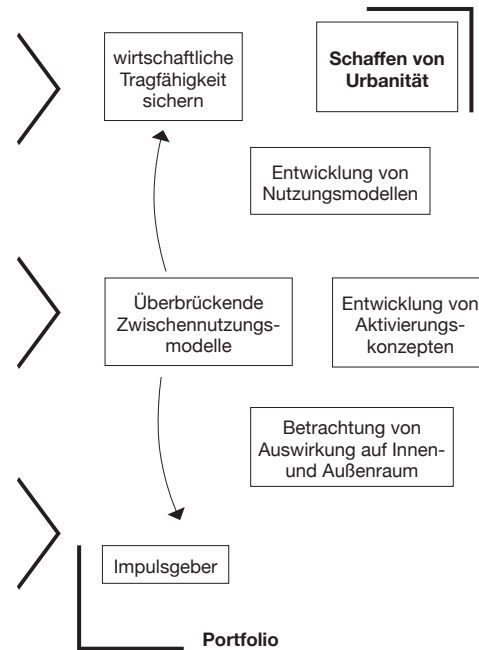 wirtschaftliche
Tragfähigkeit
sichern
Schaffen von
Urbanität
Entwicklung von
Nutzungsmodellen
Überbrückende
Zwischennutzungs-
modelle
Entwicklung von
Aktivierungs-
konzepten
Betrachtung von
Auswirkung auf Innen-
und Außenraum
Impulsgeber
Portfolio